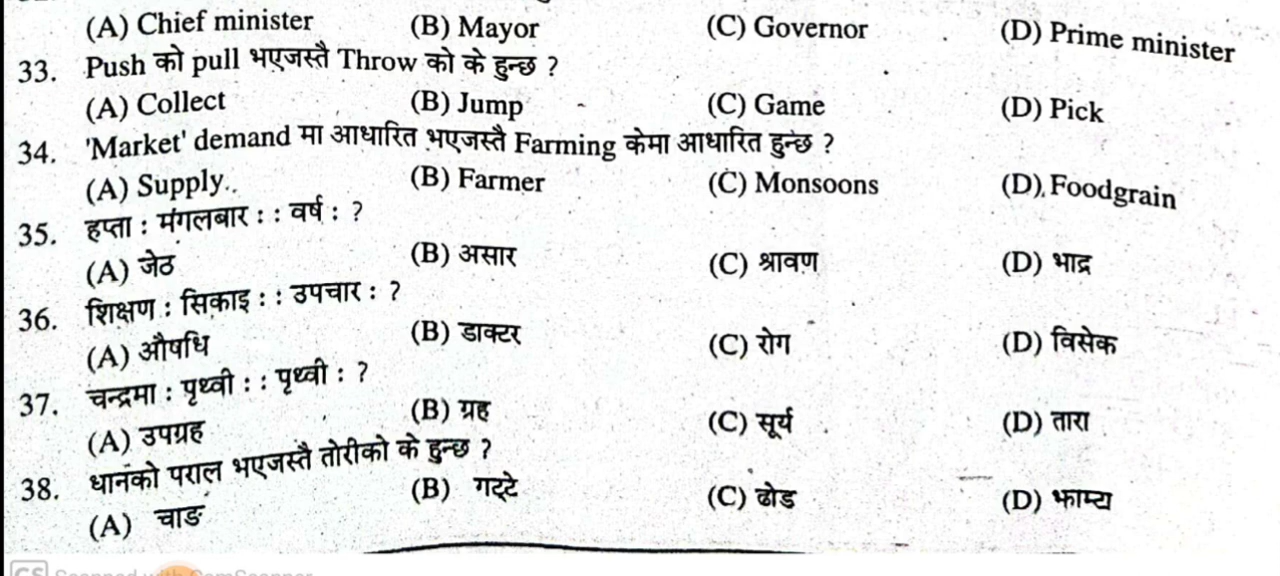 (A) Chief minister (B) Mayor (C) Governor (D) Prime minister
33. Push को pull भएजस्तै Throw को के हुन्छ ?
(A) Collect (B) Jump (C) Game (D) Pick
34. 'Market' demand मा आधारित भएजस्तै Farming केमा आधारित हुन्छ ?
(A) Supply (B) Farmer (C) Monsoons (D) Foodgrain
35. हप्ता : मंगलबार : : वर्ष : ?
(A) जेठ (B) असार (C) श्रावण (D) भाद्र
36. शिक्षण : सिकाइ : : उपचार : ?
(A) औषधि (B) डाक्टर (C) रोग (D) विसेक
37. चन्द्रमा : पृथ्वी : : पृथ्वी : ?
(A) उपग्रह (B) ग्रह (C) सूर्य (D) तारा
38. धानको पराल भएजस्तै तोरीको के हुन्छ ?
(A) चाङ (B) गट्टे (C) ढोड (D) झाम्टा
CS